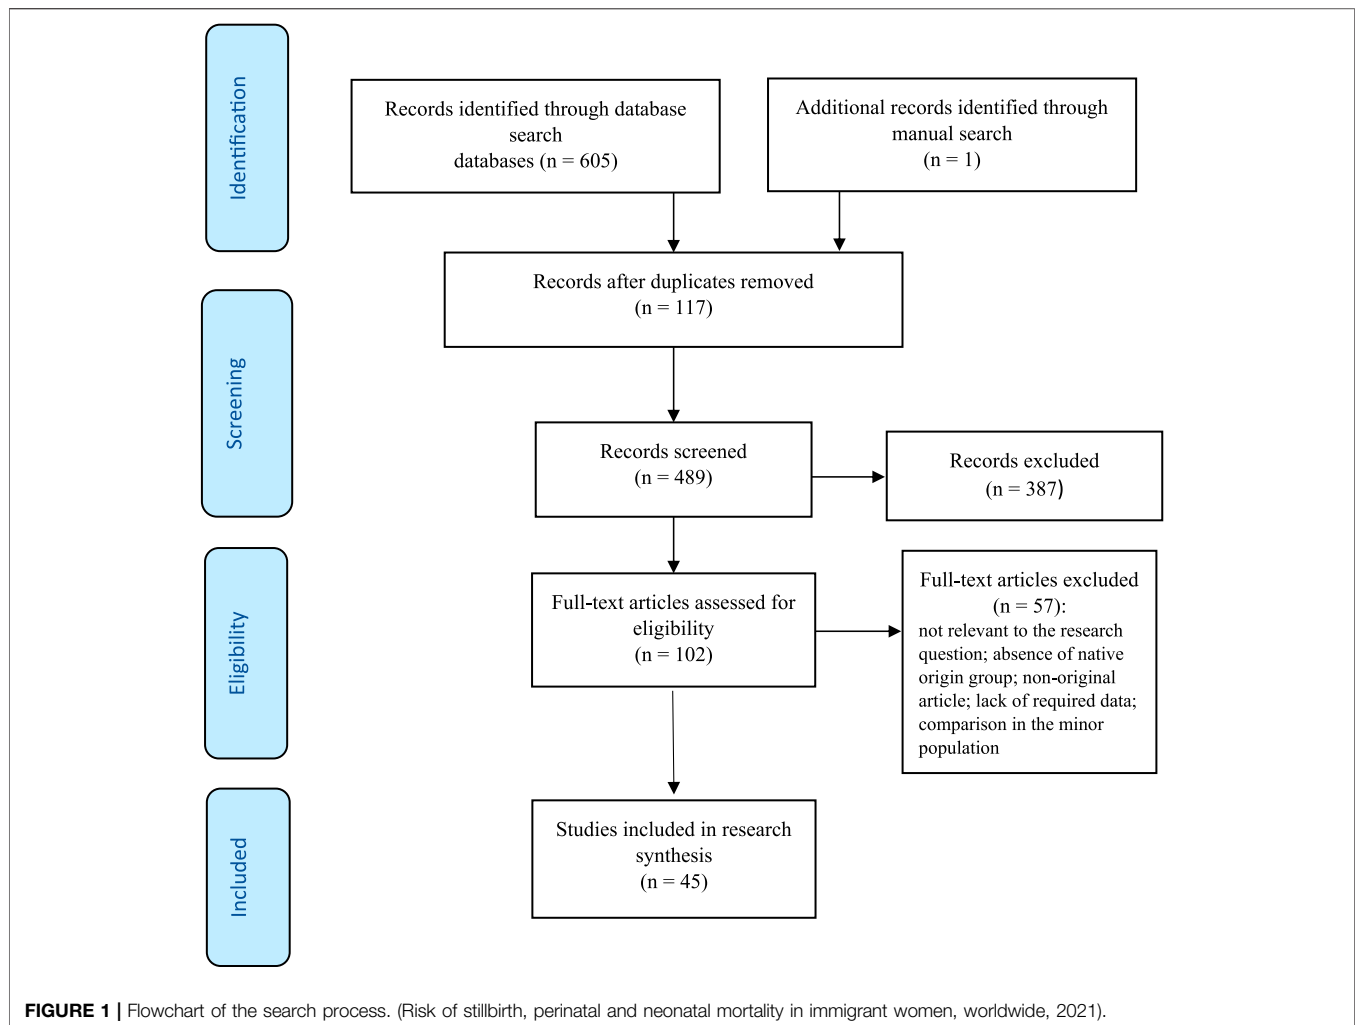 Identification
Records identified through database
search
databases (n = 605)
Additional records identified through
manual search
(n = 1)
Records after duplicates removed
(n = 117)
Screening
Records screened
(n = 489)
Records excluded
(n = 387)
Eligibility
Full-text articles assessed for
eligibility
(n = 102)
Full-text articles excluded
(n = 57):
not relevant to the research
question; absence of native
origin group; non-original
article; lack of required data;
comparison in the minor
population
Included
Studies included in research
synthesis
(n = 45)
FIGURE 1 | Flowchart of the search process. (Risk of stillbirth, perinatal and neonatal mortality in immigrant women, worldwide, 2021).